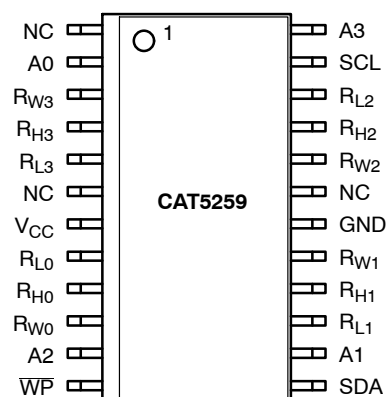 NC 1 A3
A0 SCL
RW3 RL2
RH3 RH2
RL3 RW2
NC CAT5259 NC
VCC GND
RL0 RW1
RH0 RH1
RW0 RL1
A2 A1
W̅P̅ SDA